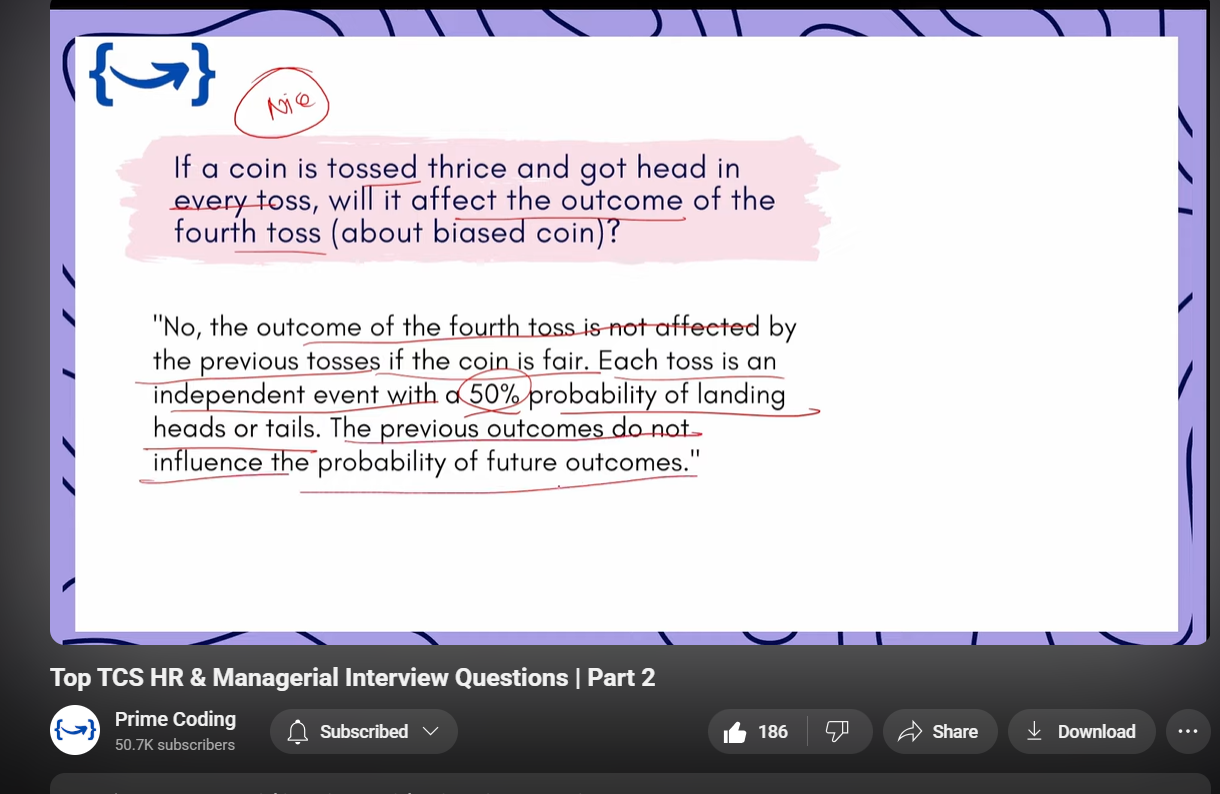 Nice
If a coin is tossed thrice and got head in
every toss, will it affect the outcome of the
fourth toss (about biased coin)?
"No, the outcome of the fourth toss is not affected by
the previous tosses if the coin is fair. Each toss is an
independent event with a 50% probability of landing
heads or tails. The previous outcomes do not
influence the probability of future outcomes."
Top TCS HR & Managerial Interview Questions | Part 2
Prime Coding
50.7K subscribers
Subscribed
186
Share
Download